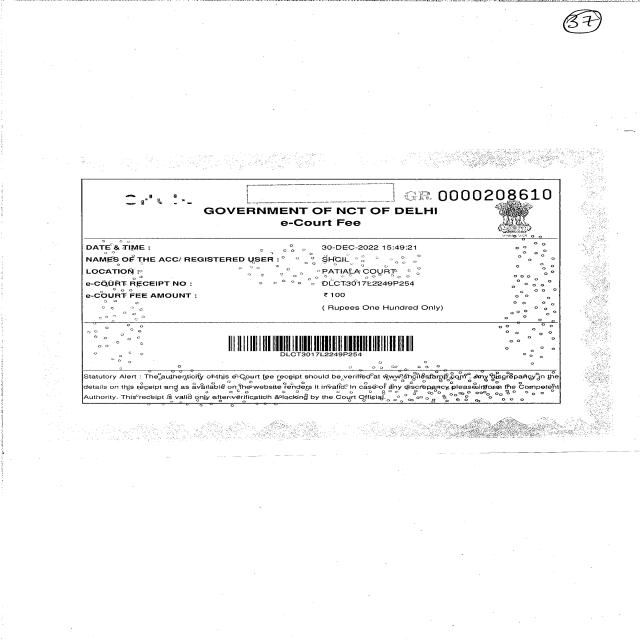 37
GR 0000208610
GOVERNMENT OF NCT OF DELHI
e-Court Fee
DATE & TIME : 30-DEC-2022 15:49:21
NAMES OF THE ACC/ REGISTERED USER : SHCIL
LOCATION : PATIALA COURT
e-COURT RECEIPT NO : DLCT3017L2249P254
e-COURT FEE AMOUNT : ₹ 100
( Rupees One Hundred Only)
DLCT3017L2249P254
Statutory Alert : The authenticity of this e-Court fee receipt should be verified at www.shcilestamp.com . Any discrepancy in the
details on this receipt and as available on the website renders it invalid. In case of any discrepancy please inform the Competent
Authority. This receipt is valid only after verification & locking by the Court Official.